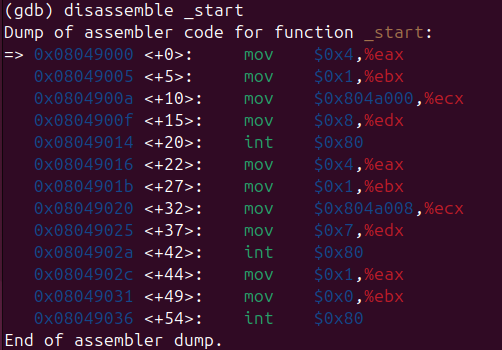 (gdb) disassemble _start
Dump of assembler code for function _start:
=> 0x08049000 <+0>:     mov    $0x4,%eax
   0x08049005 <+5>:     mov    $0x1,%ebx
   0x0804900a <+10>:    mov    $0x804a000,%ecx
   0x0804900f <+15>:    mov    $0x8,%edx
   0x08049014 <+20>:    int    $0x80
   0x08049016 <+22>:    mov    $0x4,%eax
   0x0804901b <+27>:    mov    $0x1,%ebx
   0x08049020 <+32>:    mov    $0x804a008,%ecx
   0x08049025 <+37>:    mov    $0x7,%edx
   0x0804902a <+42>:    int    $0x80
   0x0804902c <+44>:    mov    $0x1,%eax
   0x08049031 <+49>:    mov    $0x0,%ebx
   0x08049036 <+54>:    int    $0x80
End of assembler dump.